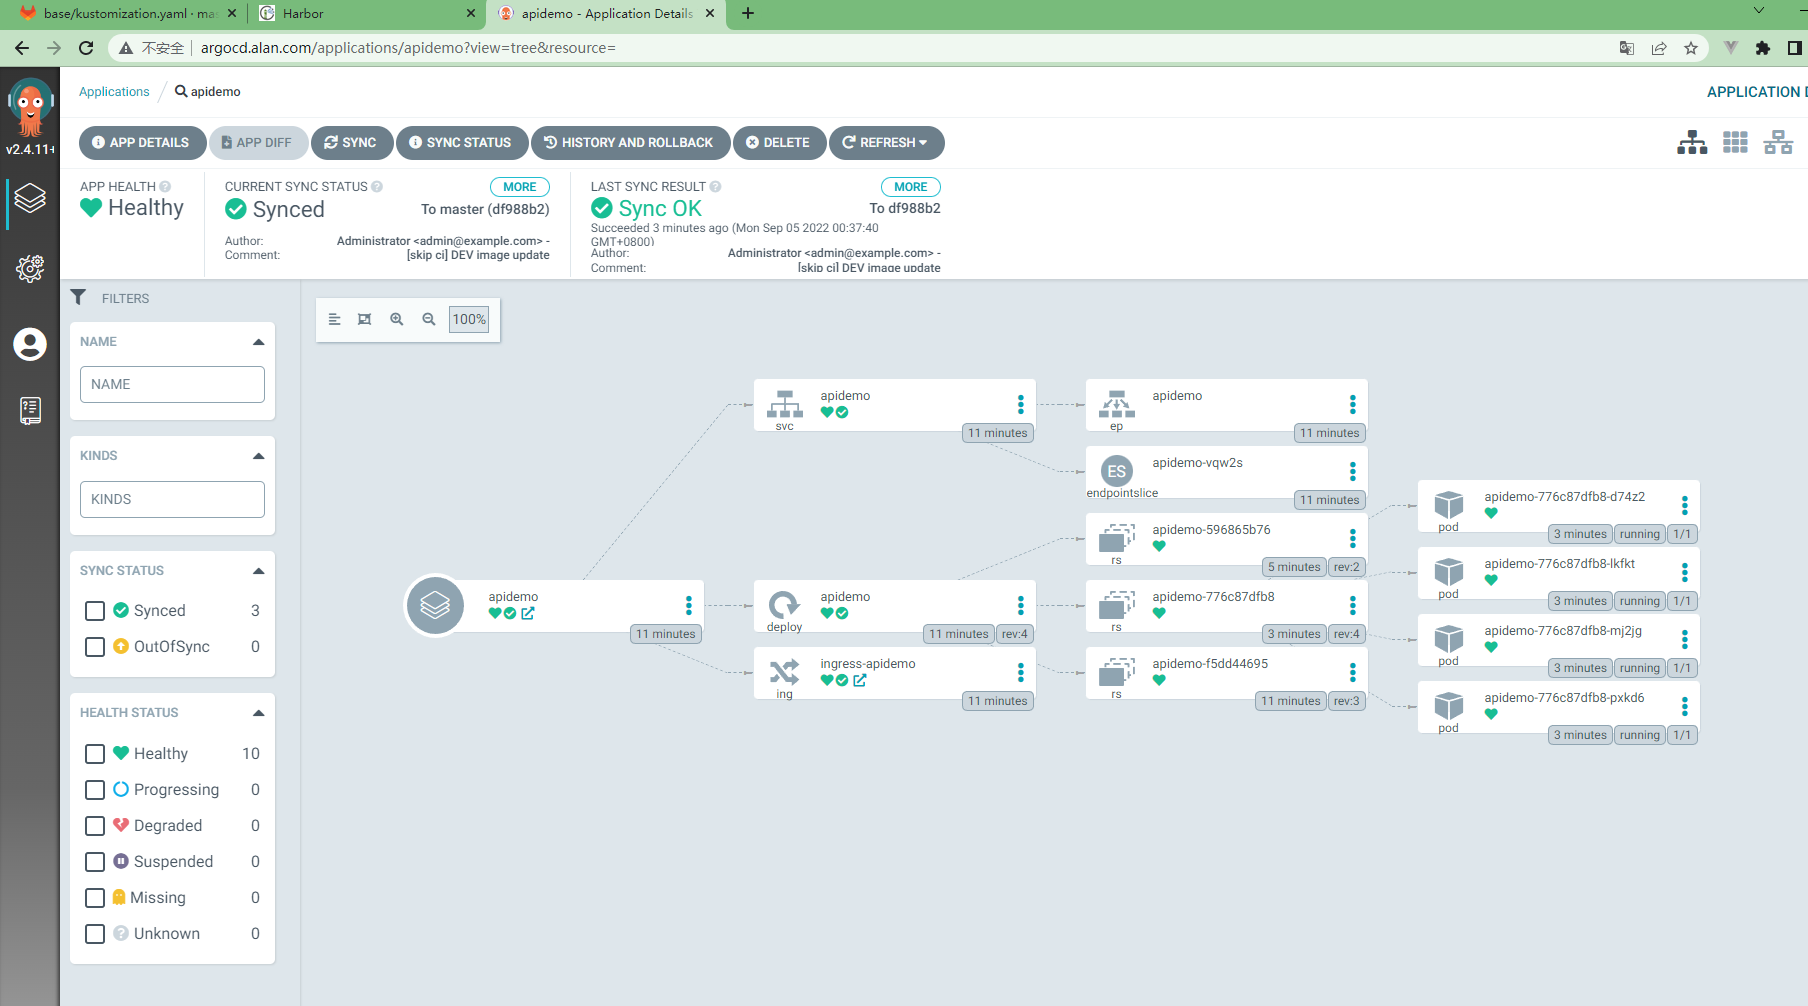 base/kustomization.yaml · mas
Harbor
apidemo - Application Details
不安全
argocd.alan.com/applications/apidemo?view=tree&resource=
v2.4.11+
Applications / apidemo
APPLICATION D
APP DETAILS
APP DIFF
SYNC
SYNC STATUS
HISTORY AND ROLLBACK
DELETE
REFRESH
APP HEALTH
Healthy
CURRENT SYNC STATUS
MORE
Synced
To master (df988b2)
Author: Administrator <admin@example.com> -
Comment: [skip ci] DEV image update
LAST SYNC RESULT
MORE
Sync OK
To df988b2
Succeeded 3 minutes ago (Mon Sep 05 2022 00:37:40
GMT+0800)
Author: Administrator <admin@example.com> -
Comment: [skip ci] DEV image update
FILTERS
NAME
NAME
KINDS
KINDS
SYNC STATUS
Synced 3
OutOfSync 0
HEALTH STATUS
Healthy 10
Progressing 0
Degraded 0
Suspended 0
Missing 0
Unknown 0
100%
apidemo
11 minutes
apidemo
svc
11 minutes
apidemo
deploy
11 minutes rev:4
ingress-apidemo
ing
11 minutes
apidemo
ep
11 minutes
ES
apidemo-vqw2s
endpointslice
11 minutes
apidemo-596865b76
rs
5 minutes rev:2
apidemo-776c87dfb8
rs
3 minutes rev:4
apidemo-f5dd44695
rs
11 minutes rev:3
apidemo-776c87dfb8-d74z2
pod
3 minutes running 1/1
apidemo-776c87dfb8-lkfkt
pod
3 minutes running 1/1
apidemo-776c87dfb8-mj2jg
pod
3 minutes running 1/1
apidemo-776c87dfb8-pxkd6
pod
3 minutes running 1/1